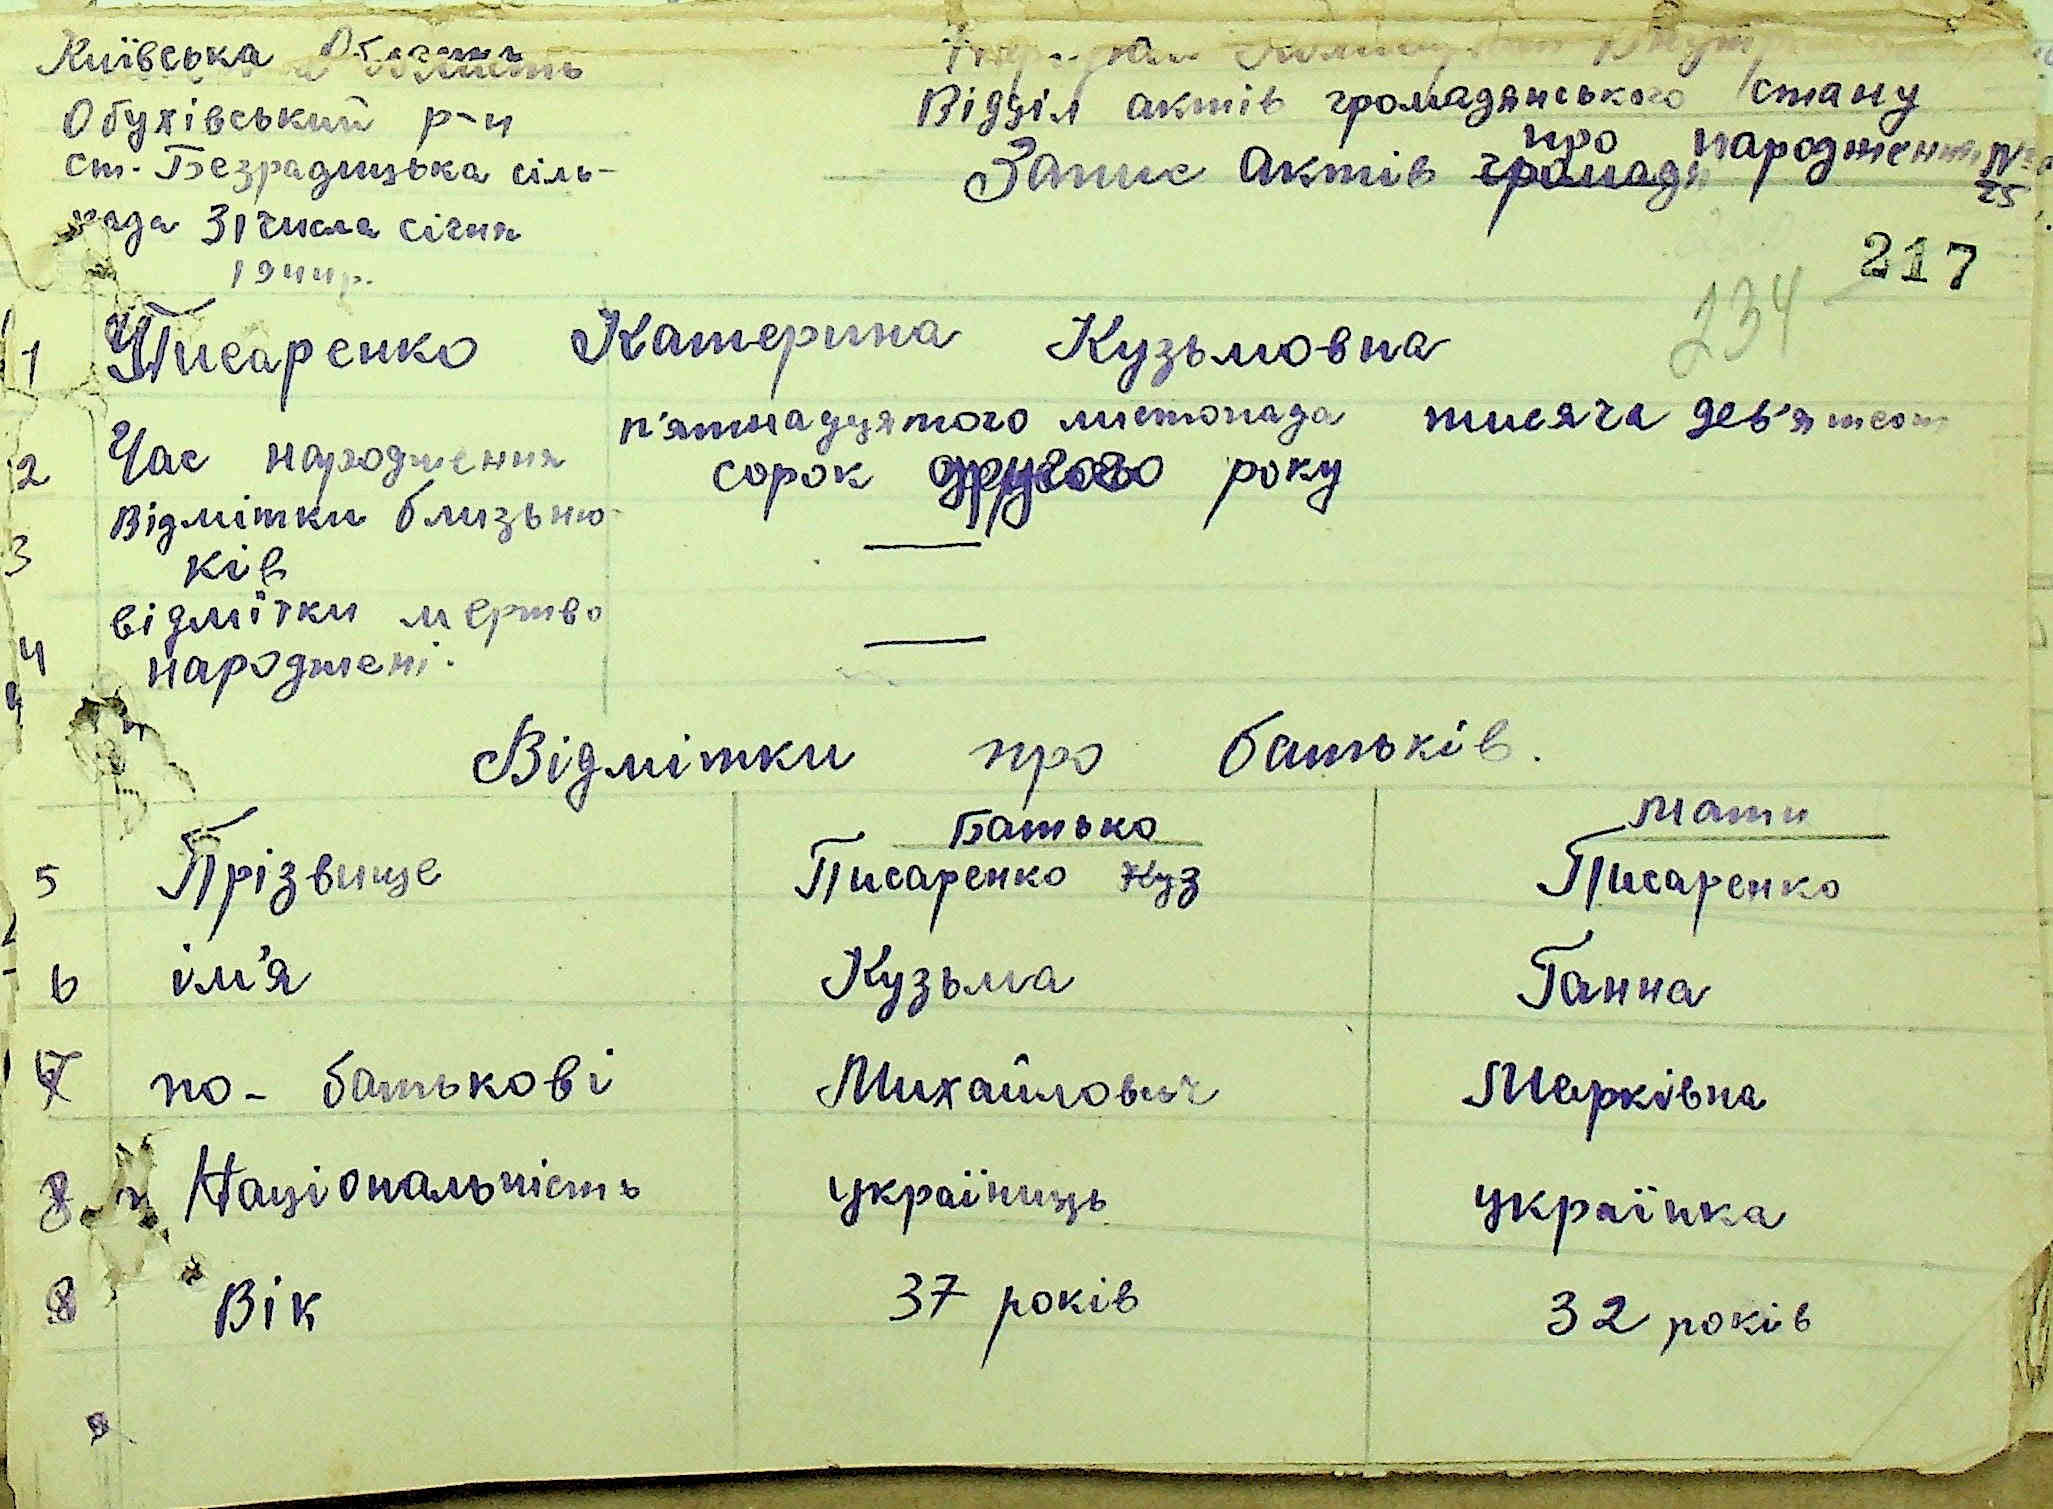 Київська Область
Обухівський р-н
ст. Безрадицька сіль-
рада 31 числа січня
1944р.
Відділ актів громадянського стану
про народження №
Запис актів громадя
25
217
234
1 Писаренко Катерина Кузьмовна
2 Час народження п'ятнадцятого листопада тисяча дев'ятсот
сорок другого року
3 Відмітки близьню-
ків —
4 відмітки мертво
народжені. —
Відмітки про батьків.
Батько Мати
5 Прізвище Писаренко Куз Писаренко
6 ім'я Кузьма Ганна
7 по-батькові Михайлович Марківна
8 Національність українець українка
8 Вік 37 років 32 років
9